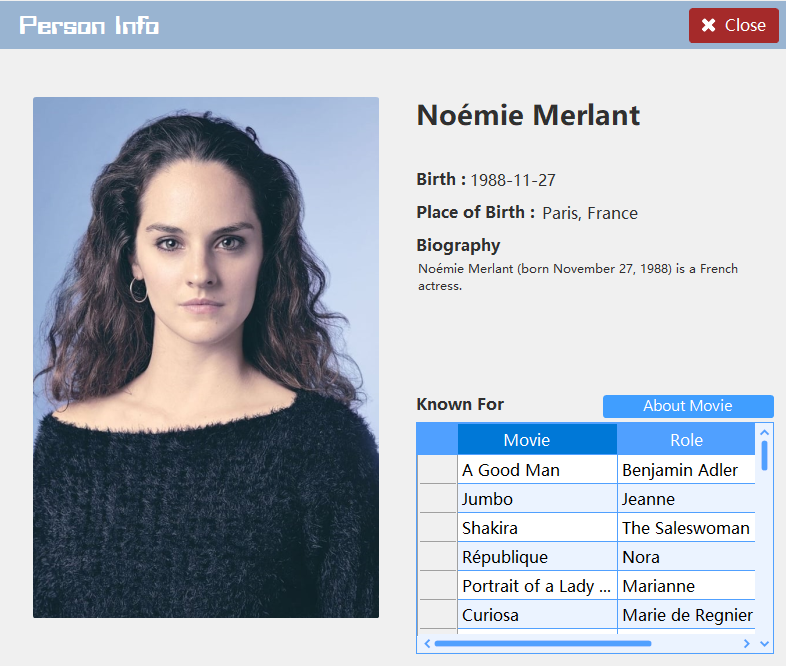 Person Info
Close
Noémie Merlant
Birth : 1988-11-27
Place of Birth : Paris, France
Biography
Noémie Merlant (born November 27, 1988) is a French
actress.
Known For
About Movie
Movie Role
A Good Man Benjamin Adler
Jumbo Jeanne
Shakira The Saleswoman
République Nora
Portrait of a Lady ... Marianne
Curiosa Marie de Regnier